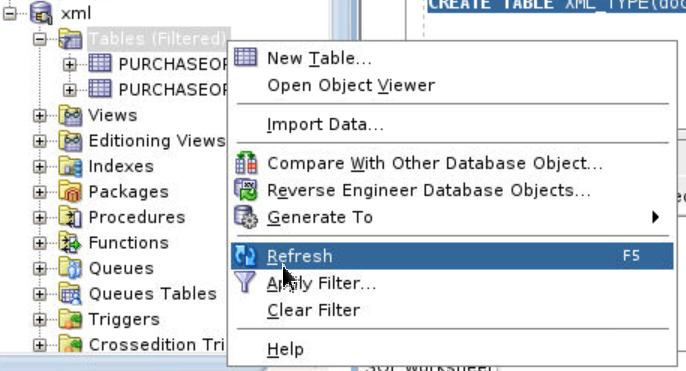 xml
CREATE TABLE XML_TYPE(doc
Tables (Filtered)
PURCHASEOR
PURCHASEOR
Views
Editioning Views
Indexes
Packages
Procedures
Functions
Queues
Queues Tables
Triggers
Crossedition Tri
New Table...
Open Object Viewer
Import Data...
Compare With Other Database Object...
Reverse Engineer Database Objects...
Generate To
Refresh F5
Apply Filter...
Clear Filter
Help
SQL Worksheet